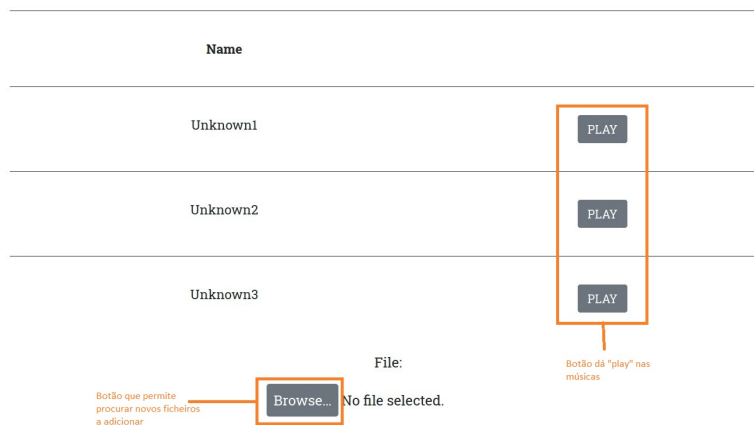 Name
Unknown1
PLAY
Unknown2
PLAY
Unknown3
PLAY
File:
Browse... No file selected.
Botão dá "play" nas
músicas
Botão que permite
procurar novos ficheiros
a adicionar